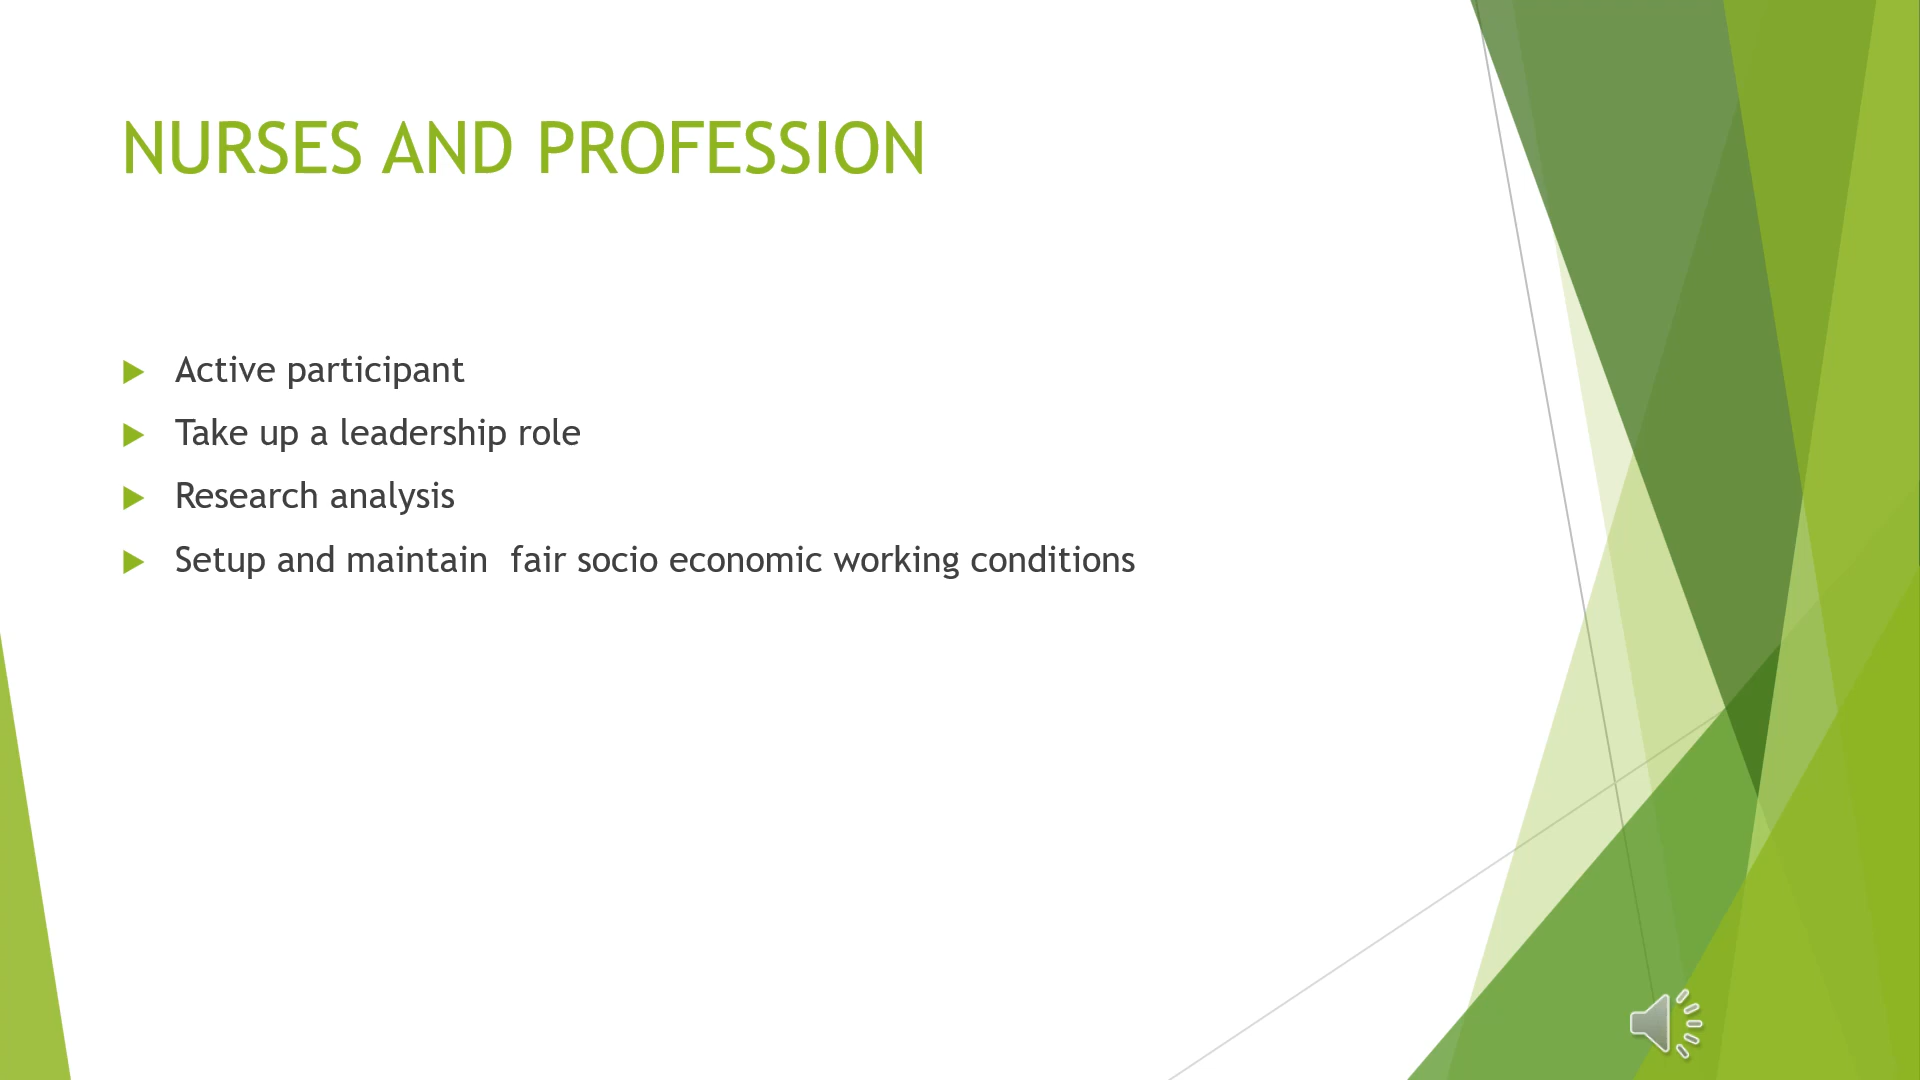 NURSES AND PROFESSION
Active participant
Take up a leadership role
Research analysis
Setup and maintain  fair socio economic working conditions